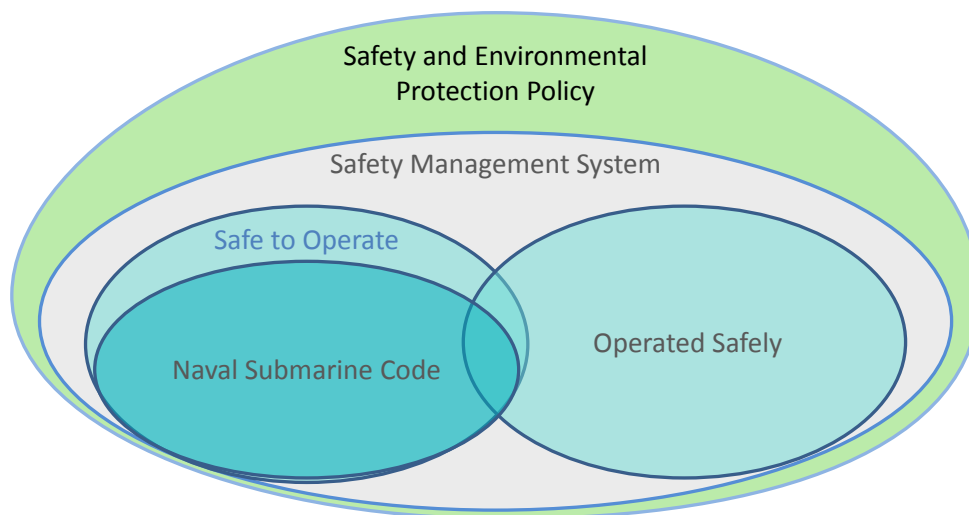 Safety and Environmental
Protection Policy
Safety Management System
Safe to Operate
Naval Submarine Code
Operated Safely